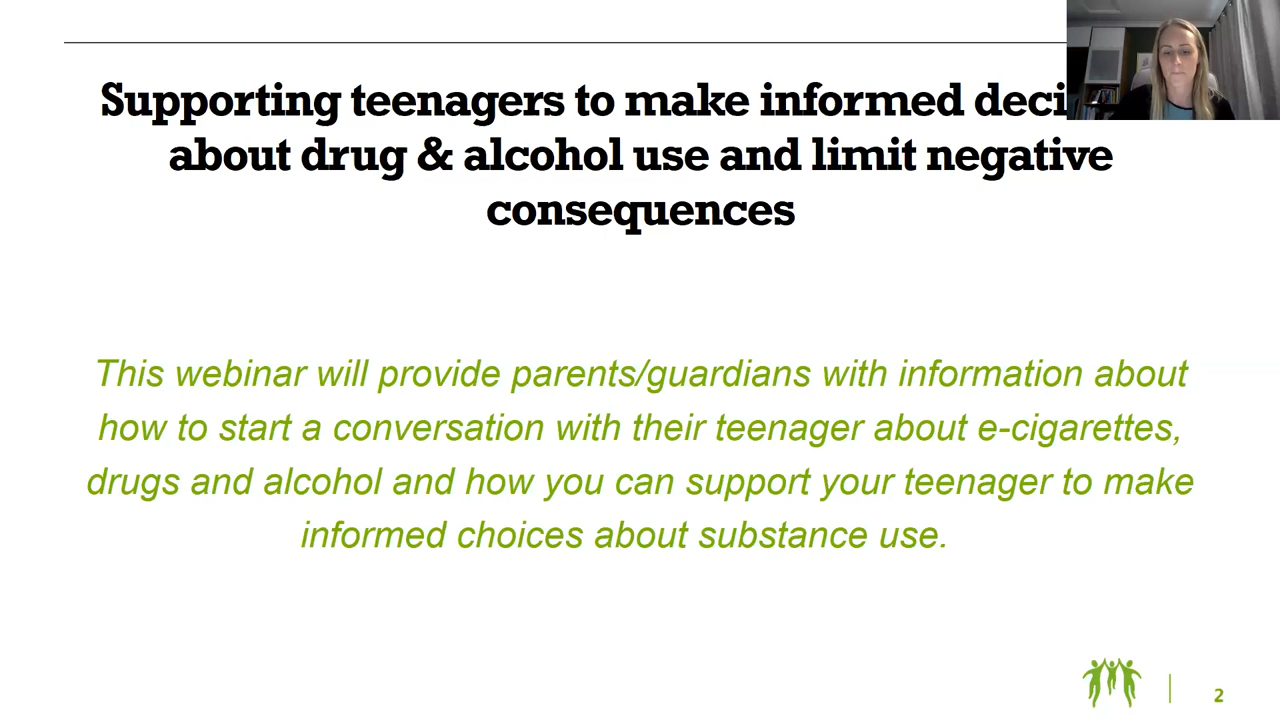 Supporting teenagers to make informed
about drug & alcohol use and limit negative
consequences
This webinar will provide parents/guardians with information about
how to start a conversation with their teenager about e-cigarettes,
drugs and alcohol and how you can support your teenager to make
informed choices about substance use.
2